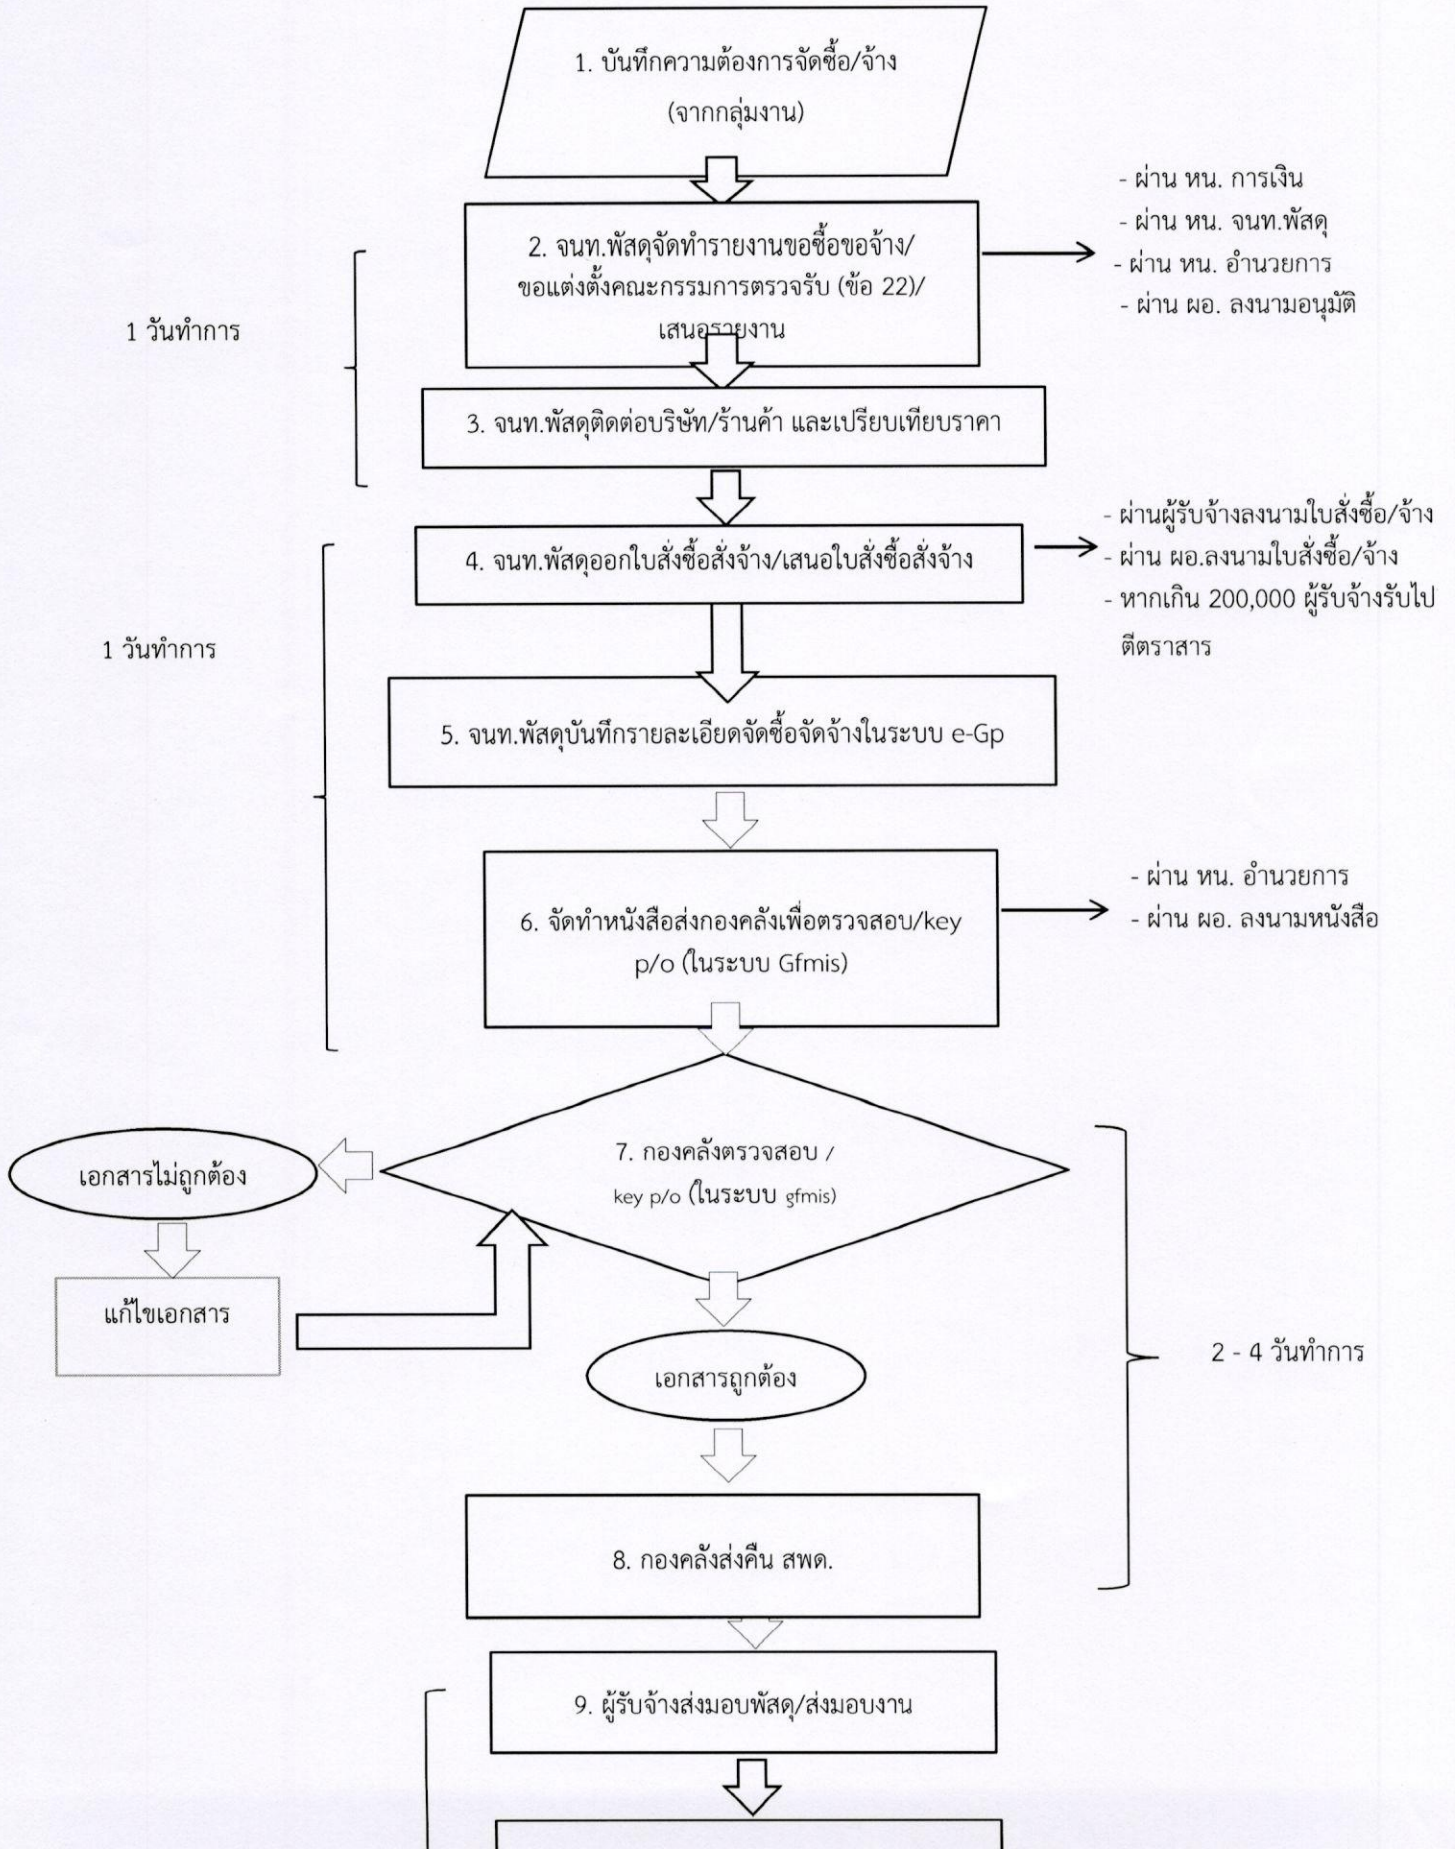 1. บันทึกความต้องการจัดซื้อ/จ้าง
(จากกลุ่มงาน)
- ผ่าน หน. การเงิน
- ผ่าน หน. จนท.พัสดุ
- ผ่าน หน. อำนวยการ
- ผ่าน ผอ. ลงนามอนุมัติ
2. จนท.พัสดุจัดทำรายงานขอซื้อขอจ้าง/
ขอแต่งตั้งคณะกรรมการตรวจรับ (ข้อ 22)/
เสนอรายงาน
1 วันทำการ
3. จนท.พัสดุติดต่อบริษัท/ร้านค้า และเปรียบเทียบราคา
4. จนท.พัสดุออกใบสั่งซื้อสั่งจ้าง/เสนอใบสั่งซื้อสั่งจ้าง
- ผ่านผู้รับจ้างลงนามใบสั่งซื้อ/จ้าง
- ผ่าน ผอ.ลงนามใบสั่งซื้อ/จ้าง
- หากเกิน 200,000 ผู้รับจ้างรับไป
ตีตราสาร
1 วันทำการ
5. จนท.พัสดุบันทึกรายละเอียดจัดซื้อจัดจ้างในระบบ e-Gp
6. จัดทำหนังสือส่งกองคลังเพื่อตรวจสอบ/key
p/o (ในระบบ Gfmis)
- ผ่าน หน. อำนวยการ
- ผ่าน ผอ. ลงนามหนังสือ
7. กองคลังตรวจสอบ /
key p/o (ในระบบ gfmis)
เอกสารไม่ถูกต้อง
แก้ไขเอกสาร
เอกสารถูกต้อง
2 - 4 วันทำการ
8. กองคลังส่งคืน สพด.
9. ผู้รับจ้างส่งมอบพัสดุ/ส่งมอบงาน